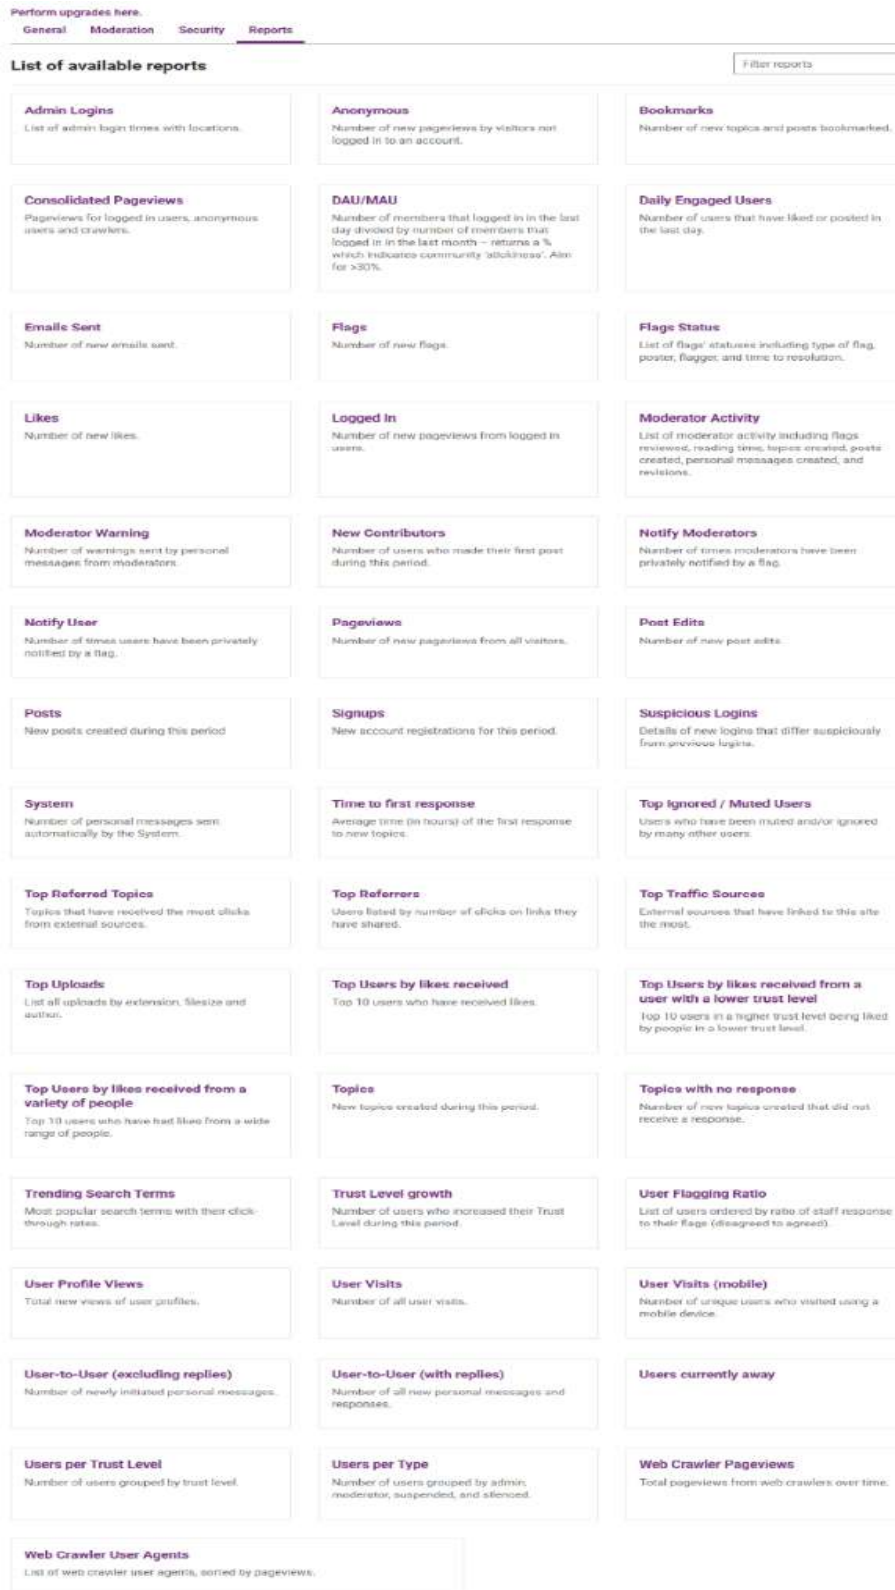 Perform upgrades here.
General Moderation Security Reports
List of available reports
Filter reports
Admin Logins
List of admin login times with locations.
Anonymous
Number of new pageviews by visitors not
logged in to an account.
Bookmarks
Number of new topics and posts bookmarked.
Consolidated Pageviews
Pageviews for logged in users, anonymous
users and crawlers.
DAU/MAU
Number of members that logged in in the last
day divided by number of members that
logged in in the last month – returns a %
which indicates community 'stickiness'. Aim
for >30%.
Daily Engaged Users
Number of users that have liked or posted in
the last day.
Emails Sent
Number of new emails sent.
Flags
Number of new flags.
Flags Status
List of flags' statuses including type of flag,
poster, flagger, and time to resolution.
Likes
Number of new likes.
Logged In
Number of new pageviews from logged in
users.
Moderator Activity
List of moderator activity including flags
reviewed, reading time, topics created, posts
created, personal messages created, and
revisions.
Moderator Warning
Number of warnings sent by personal
messages from moderators.
New Contributors
Number of users who made their first post
during this period.
Notify Moderators
Number of times moderators have been
privately notified by a flag.
Notify User
Number of times users have been privately
notified by a flag.
Pageviews
Number of new pageviews from all visitors.
Post Edits
Number of new post edits.
Posts
New posts created during this period
Signups
New account registrations for this period.
Suspicious Logins
Details of new logins that differ suspiciously
from previous logins.
System
Number of personal messages sent
automatically by the System.
Time to first response
Average time (in hours) of the first response
to new topics.
Top Ignored / Muted Users
Users who have been muted and/or ignored
by many other users.
Top Referred Topics
Topics that have received the most clicks
from external sources.
Top Referrers
Users listed by number of clicks on links they
have shared.
Top Traffic Sources
External sources that have linked to this site
the most.
Top Uploads
List all uploads by extension, filesize and
author.
Top Users by likes received
Top 10 users who have received likes.
Top Users by likes received from a
user with a lower trust level
Top 10 users in a higher trust level being liked
by people in a lower trust level.
Top Users by likes received from a
variety of people
Top 10 users who have had likes from a wide
range of people.
Topics
New topics created during this period.
Topics with no response
Number of new topics created that did not
receive a response.
Trending Search Terms
Most popular search terms with their click-
through rates.
Trust Level growth
Number of users who increased their Trust
Level during this period.
User Flagging Ratio
List of users ordered by ratio of staff response
to their flags (disagreed to agreed).
User Profile Views
Total new views of user profiles.
User Visits
Number of all user visits.
User Visits (mobile)
Number of unique users who visited using a
mobile device.
User-to-User (excluding replies)
Number of newly initiated personal messages.
User-to-User (with replies)
Number of all new personal messages and
responses.
Users currently away
Users per Trust Level
Number of users grouped by trust level.
Users per Type
Number of users grouped by admin,
moderator, suspended, and silenced.
Web Crawler Pageviews
Total pageviews from web crawlers over time.
Web Crawler User Agents
List of web crawler user agents, sorted by pageviews.